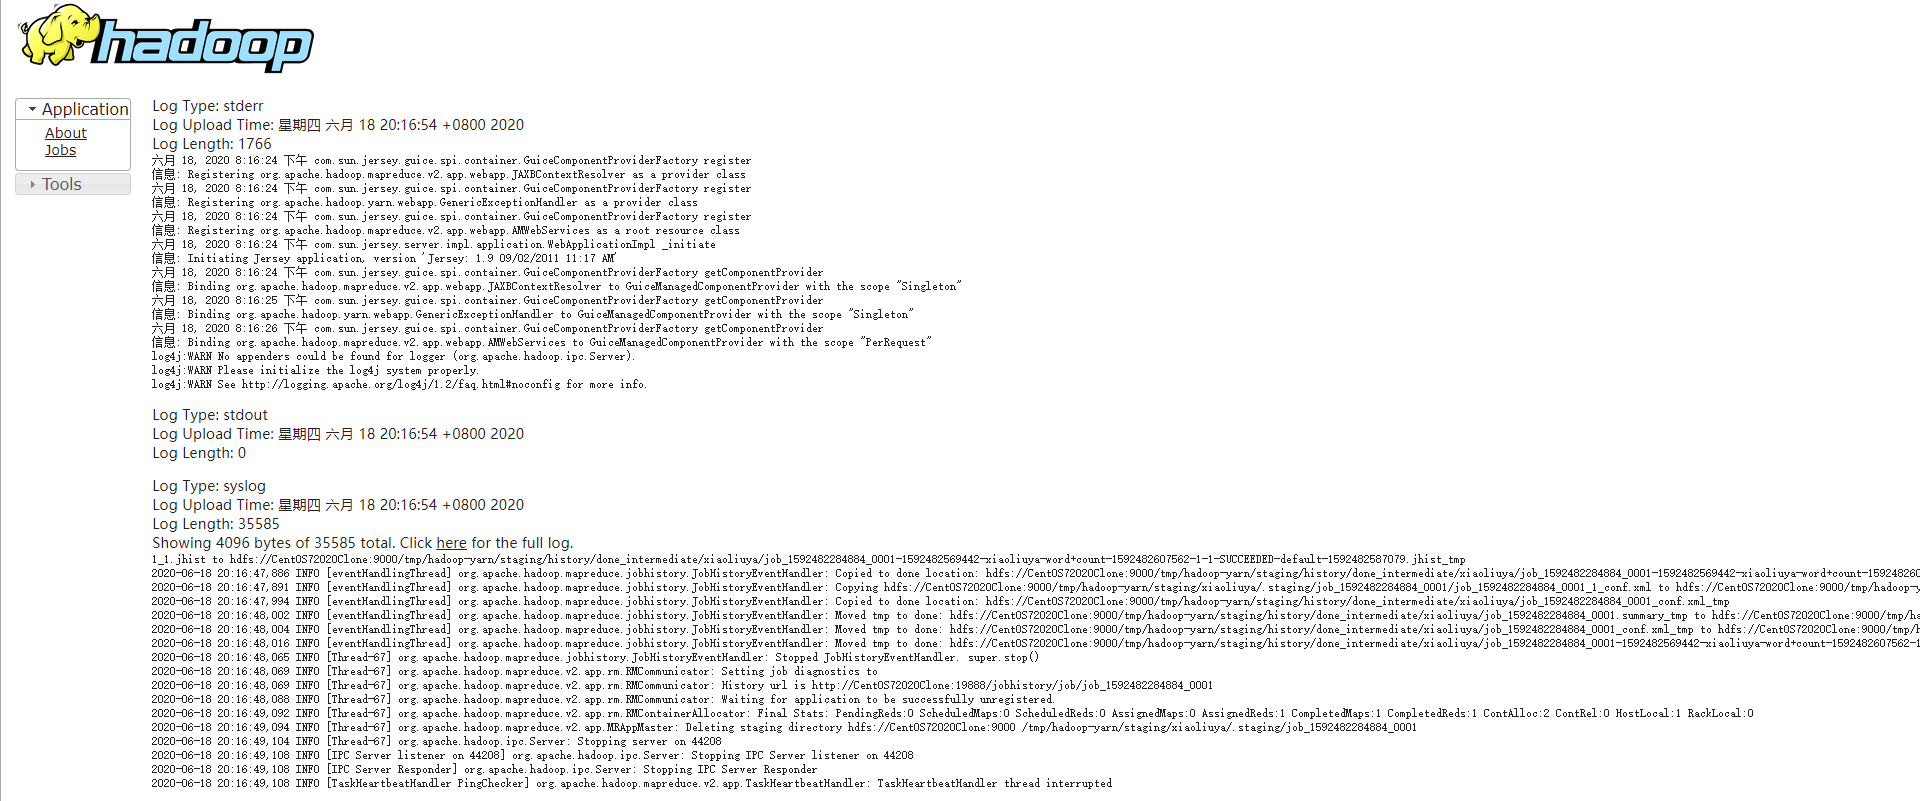 hadoop
Application
About
Jobs
Tools
Log Type: stderr
Log Upload Time: 星期四 六月 18 20:16:54 +0800 2020
Log Length: 1766
六月 18, 2020 8:16:24 下午 com.sun.jersey.guice.spi.container.GuiceComponentProviderFactory register
信息: Registering org.apache.hadoop.mapreduce.v2.app.webapp.JAXBContextResolver as a provider class
六月 18, 2020 8:16:24 下午 com.sun.jersey.guice.spi.container.GuiceComponentProviderFactory register
信息: Registering org.apache.hadoop.yarn.webapp.GenericExceptionHandler as a provider class
六月 18, 2020 8:16:24 下午 com.sun.jersey.guice.spi.container.GuiceComponentProviderFactory register
信息: Registering org.apache.hadoop.mapreduce.v2.app.webapp.AMWebServices as a root resource class
六月 18, 2020 8:16:24 下午 com.sun.jersey.server.impl.application.WebApplicationImpl _initiate
信息: Initiating Jersey application, version 'Jersey: 1.9 09/02/2011 11:17 AM'
六月 18, 2020 8:16:24 下午 com.sun.jersey.guice.spi.container.GuiceComponentProviderFactory getComponentProvider
信息: Binding org.apache.hadoop.mapreduce.v2.app.webapp.JAXBContextResolver to GuiceManagedComponentProvider with the scope "Singleton"
六月 18, 2020 8:16:25 下午 com.sun.jersey.guice.spi.container.GuiceComponentProviderFactory getComponentProvider
信息: Binding org.apache.hadoop.yarn.webapp.GenericExceptionHandler to GuiceManagedComponentProvider with the scope "Singleton"
六月 18, 2020 8:16:26 下午 com.sun.jersey.guice.spi.container.GuiceComponentProviderFactory getComponentProvider
信息: Binding org.apache.hadoop.mapreduce.v2.app.webapp.AMWebServices to GuiceManagedComponentProvider with the scope "PerRequest"
log4j:WARN No appenders could be found for logger (org.apache.hadoop.ipc.Server).
log4j:WARN Please initialize the log4j system properly.
log4j:WARN See http://logging.apache.org/log4j/1.2/faq.html#noconfig for more info.
Log Type: stdout
Log Upload Time: 星期四 六月 18 20:16:54 +0800 2020
Log Length: 0
Log Type: syslog
Log Upload Time: 星期四 六月 18 20:16:54 +0800 2020
Log Length: 35585
Showing 4096 bytes of 35585 total. Click here for the full log.
1_1.jhist to hdfs://CentOS72020Clone:9000/tmp/hadoop-yarn/staging/history/done_intermediate/xiaoliuya/job_1592482284884_0001-1592482569442-xiaoliuya-word+count-1592482607562-1-1-SUCCEEDED-default-1592482587079.jhist_tmp
2020-06-18 20:16:47,886 INFO [eventHandlingThread] org.apache.hadoop.mapreduce.jobhistory.JobHistoryEventHandler: Copied to done location: hdfs://CentOS72020Clone:9000/tmp/hadoop-yarn/staging/history/done_intermediate/xiaoliuya/job_1592482284884_0001-1592482569442-xiaoliuya-word+count-15924826
2020-06-18 20:16:47,891 INFO [eventHandlingThread] org.apache.hadoop.mapreduce.jobhistory.JobHistoryEventHandler: Copying hdfs://CentOS72020Clone:9000/tmp/hadoop-yarn/staging/xiaoliuya/.staging/job_1592482284884_0001/job_1592482284884_0001_1_conf.xml to hdfs://CentOS72020Clone:9000/tmp/hadoop-y
2020-06-18 20:16:47,994 INFO [eventHandlingThread] org.apache.hadoop.mapreduce.jobhistory.JobHistoryEventHandler: Copied to done location: hdfs://CentOS72020Clone:9000/tmp/hadoop-yarn/staging/history/done_intermediate/xiaoliuya/job_1592482284884_0001_conf.xml_tmp
2020-06-18 20:16:48,002 INFO [eventHandlingThread] org.apache.hadoop.mapreduce.jobhistory.JobHistoryEventHandler: Moved tmp to done: hdfs://CentOS72020Clone:9000/tmp/hadoop-yarn/staging/history/done_intermediate/xiaoliuya/job_1592482284884_0001.summary_tmp to hdfs://CentOS72020Clone:9000/tmp/ha
2020-06-18 20:16:48,004 INFO [eventHandlingThread] org.apache.hadoop.mapreduce.jobhistory.JobHistoryEventHandler: Moved tmp to done: hdfs://CentOS72020Clone:9000/tmp/hadoop-yarn/staging/history/done_intermediate/xiaoliuya/job_1592482284884_0001_conf.xml_tmp to hdfs://CentOS72020Clone:9000/tmp/h
2020-06-18 20:16:48,016 INFO [eventHandlingThread] org.apache.hadoop.mapreduce.jobhistory.JobHistoryEventHandler: Moved tmp to done: hdfs://CentOS72020Clone:9000/tmp/hadoop-yarn/staging/history/done_intermediate/xiaoliuya/job_1592482284884_0001-1592482569442-xiaoliuya-word+count-1592482607562-1
2020-06-18 20:16:48,065 INFO [Thread-67] org.apache.hadoop.mapreduce.jobhistory.JobHistoryEventHandler: Stopped JobHistoryEventHandler. super.stop()
2020-06-18 20:16:48,069 INFO [Thread-67] org.apache.hadoop.mapreduce.v2.app.rm.RMCommunicator: Setting job diagnostics to
2020-06-18 20:16:48,069 INFO [Thread-67] org.apache.hadoop.mapreduce.v2.app.rm.RMCommunicator: History url is http://CentOS72020Clone:19888/jobhistory/job/job_1592482284884_0001
2020-06-18 20:16:48,088 INFO [Thread-67] org.apache.hadoop.mapreduce.v2.app.rm.RMCommunicator: Waiting for application to be successfully unregistered.
2020-06-18 20:16:49,092 INFO [Thread-67] org.apache.hadoop.mapreduce.v2.app.rm.RMContainerAllocator: Final Stats: PendingReds:0 ScheduledMaps:0 ScheduledReds:0 AssignedMaps:0 AssignedReds:1 CompletedMaps:1 CompletedReds:1 ContAlloc:2 ContRel:0 HostLocal:1 RackLocal:0
2020-06-18 20:16:49,094 INFO [Thread-67] org.apache.hadoop.mapreduce.v2.app.MRAppMaster: Deleting staging directory hdfs://CentOS72020Clone:9000 /tmp/hadoop-yarn/staging/xiaoliuya/.staging/job_1592482284884_0001
2020-06-18 20:16:49,104 INFO [Thread-67] org.apache.hadoop.ipc.Server: Stopping server on 44208
2020-06-18 20:16:49,108 INFO [IPC Server listener on 44208] org.apache.hadoop.ipc.Server: Stopping IPC Server listener on 44208
2020-06-18 20:16:49,108 INFO [IPC Server Responder] org.apache.hadoop.ipc.Server: Stopping IPC Server Responder
2020-06-18 20:16:49,108 INFO [TaskHeartbeatHandler PingChecker] org.apache.hadoop.mapreduce.v2.app.TaskHeartbeatHandler: TaskHeartbeatHandler thread interrupted